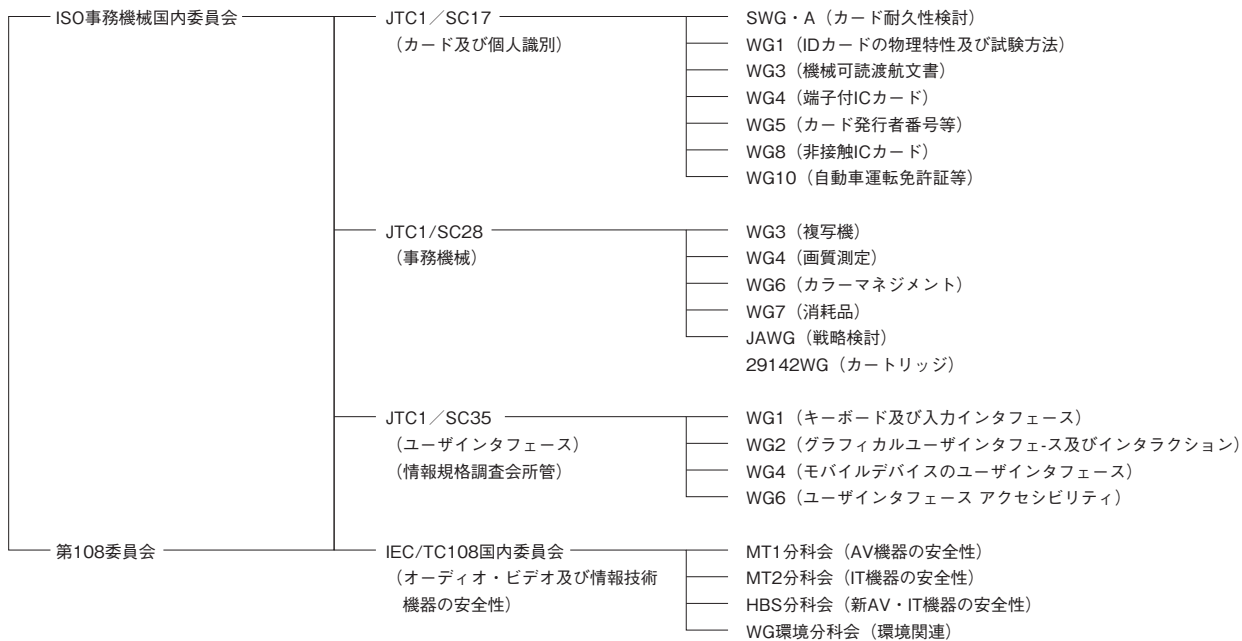 ISO事務機械国内委員会
JTC1／SC17
（カード及び個人識別）
SWG・A（カード耐久性検討）
WG1（IDカードの物理特性及び試験方法）
WG3（機械可読渡航文書）
WG4（端子付ICカード）
WG5（カード発行者番号等）
WG8（非接触ICカード）
WG10（自動車運転免許証等）
JTC1/SC28
（事務機械）
WG3（複写機）
WG4（画質測定）
WG6（カラーマネジメント）
WG7（消耗品）
JAWG（戦略検討）
29142WG（カートリッジ）
JTC1／SC35
（ユーザインタフェース）
（情報規格調査会所管）
WG1（キーボード及び入力インタフェース）
WG2（グラフィカルユーザインタフェ-ス及びインタラクション）
WG4（モバイルデバイスのユーザインタフェース）
WG6（ユーザインタフェース アクセシビリティ）
第108委員会
IEC/TC108国内委員会
（オーディオ・ビデオ及び情報技術
機器の安全性）
MT1分科会（AV機器の安全性）
MT2分科会（IT機器の安全性）
HBS分科会（新AV・IT機器の安全性）
WG環境分科会（環境関連）